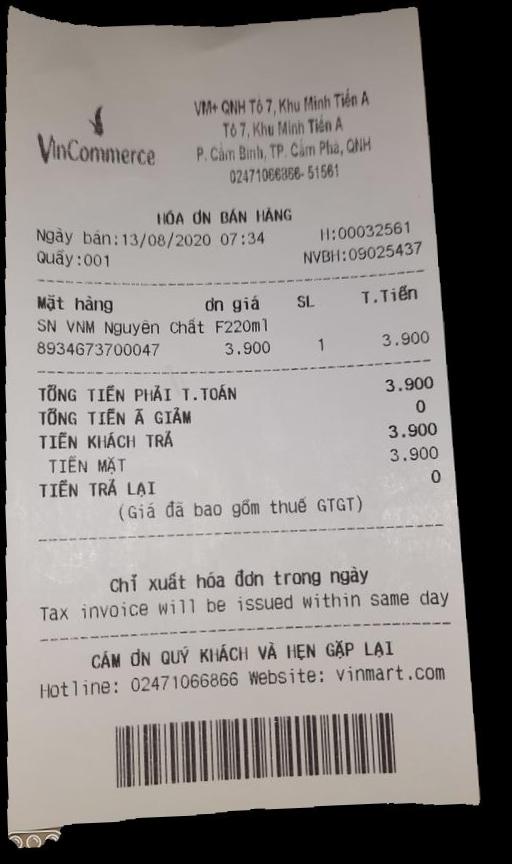 VinCommerce
VM+ QNH Tổ 7, Khu Minh Tiến A
Tổ 7, Khu Minh Tiến A
P. Cẩm Bình, TP. Cẩm Phả, QNH
02471066866-51561
HÓA ƠN BÁN HÀNG
Ngày bán:13/08/2020 07:34 H:00032561
Quầy:001 NVBH:09025437
Mặt hàng ơn giá SL T.Tiền
SN VNM Nguyên Chất F220ml
8934673700047 3.900 1 3.900
TỔNG TIỀN PHẢI T.TOÁN 3.900
TỔNG TIỀN Ã GIẢM 0
TIỀN KHÁCH TRẢ 3.900
TIỀN MẶT 3.900
TIỀN TRẢ LẠI 0
(Giá đã bao gồm thuế GTGT)
Chỉ xuất hóa đơn trong ngày
Tax invoice will be issued within same day
CẢM ƠN QUÝ KHÁCH VÀ HẸN GẶP LẠI
Hotline: 02471066866 Website: vinmart.com